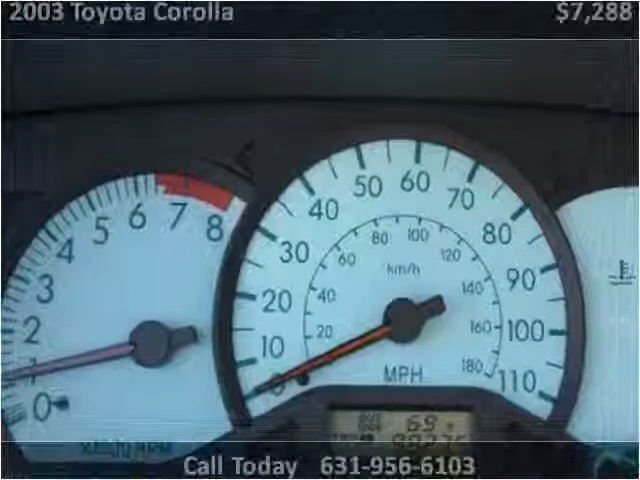 2003 Toyota Corolla $7,288
0 1 2 3 4 5 6 7 8
0 10 20 30 40 50 60 70 80 90 100 110
20 40 60 80 100 120 140 160 180
km/h
MPH
69
Call Today 631-956-6103